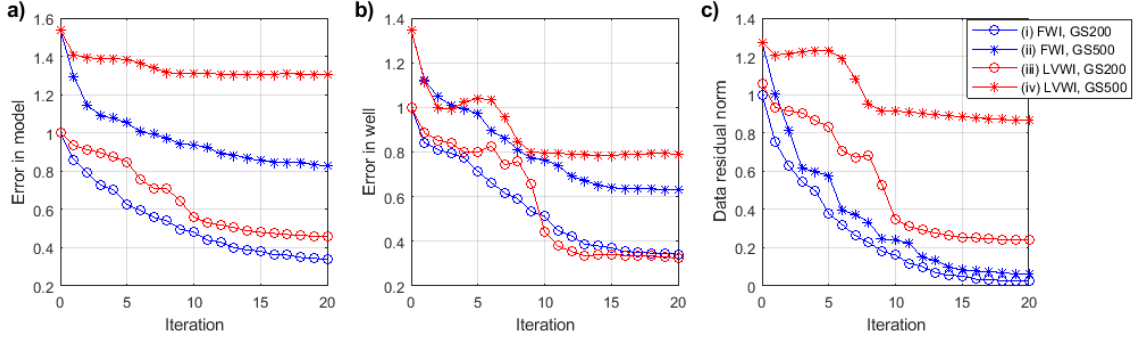 a)
1.6
1.4
1.2
1
0.8
0.6
0.4
0.2
Error in model
0 5 10 15 20
Iteration
b)
1.4
1.2
1
0.8
0.6
0.4
0.2
Error in well
0 5 10 15 20
Iteration
c)
1.4
1.2
1
0.8
0.6
0.4
0.2
0
Data residual norm
0 5 10 15 20
Iteration
(i) FWI, GS200
(ii) FWI, GS500
(iii) LVWI, GS200
(iv) LVWI, GS500